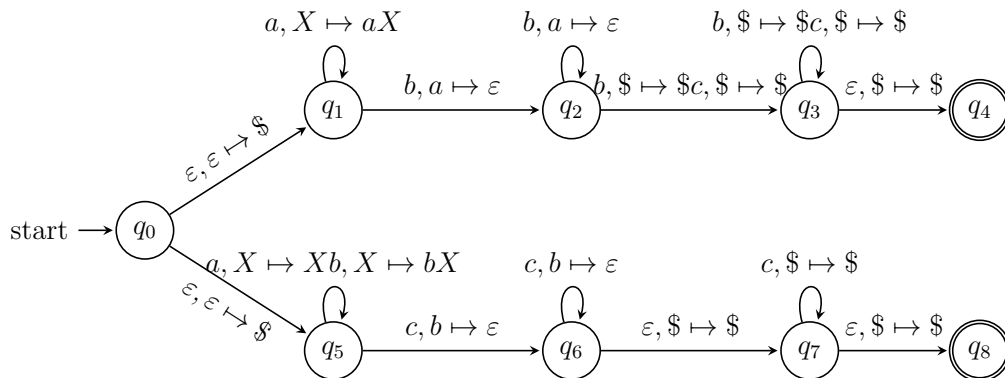 a, X ↦ aX
b, a ↦ ε
b, $ ↦ $c, $ ↦ $
q₁
b, a ↦ ε
q₂
b, $ ↦ $c, $ ↦ $
q₃
ε, $ ↦ $
q₄
ε, ε ↦ $
start
q₀
ε, ε ↦ $
a, X ↦ Xb, X ↦ bX
c, b ↦ ε
c, $ ↦ $
q₅
c, b ↦ ε
q₆
ε, $ ↦ $
q₇
ε, $ ↦ $
q₈